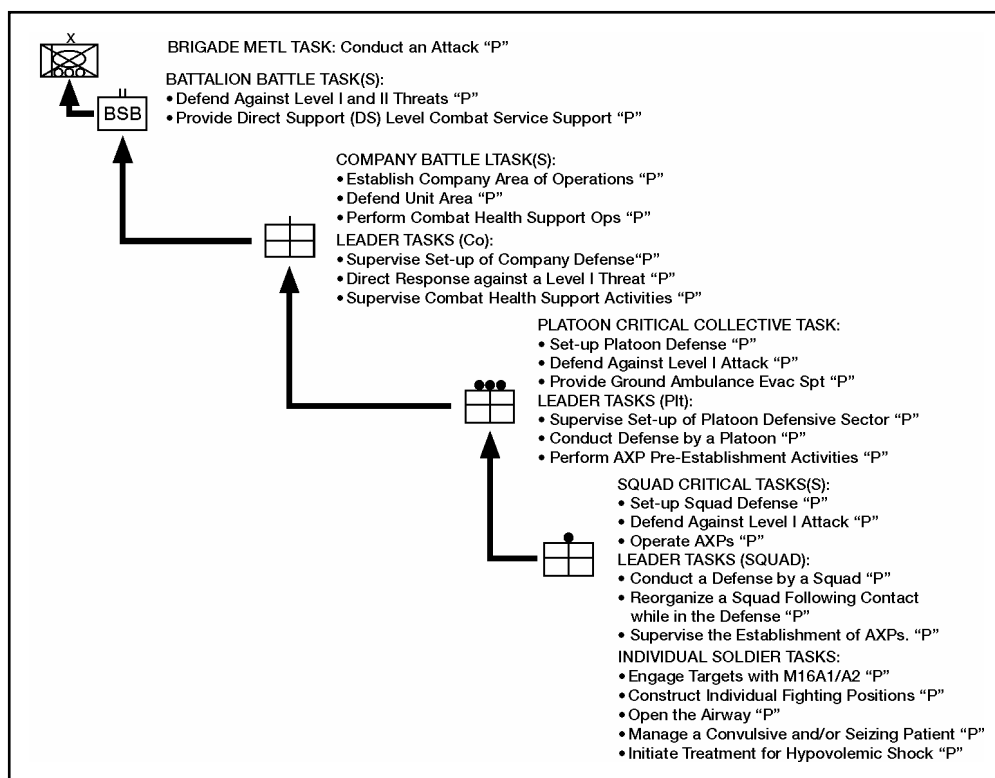 X
BRIGADE METL TASK: Conduct an Attack “P”
BATTALION BATTLE TASK(S):
• Defend Against Level I and II Threats “P”
• Provide Direct Support (DS) Level Combat Service Support “P”
II
BSB
COMPANY BATTLE LTASK(S):
• Establish Company Area of Operations “P”
• Defend Unit Area “P”
• Perform Combat Health Support Ops “P”
LEADER TASKS (Co):
• Supervise Set-up of Company Defense“P”
• Direct Response against a Level I Threat “P”
• Supervise Combat Health Support Activities “P”
PLATOON CRITICAL COLLECTIVE TASK:
• Set-up Platoon Defense “P”
• Defend Against Level I Attack “P”
• Provide Ground Ambulance Evac Spt “P”
LEADER TASKS (Plt):
• Supervise Set-up of Platoon Defensive Sector “P”
• Conduct Defense by a Platoon “P”
• Perform AXP Pre-Establishment Activities “P”
SQUAD CRITICAL TASKS(S):
• Set-up Squad Defense “P”
• Defend Against Level I Attack “P”
• Operate AXPs “P”
LEADER TASKS (SQUAD):
• Conduct a Defense by a Squad “P”
• Reorganize a Squad Following Contact
while in the Defense “P”
• Supervise the Establishment of AXPs. “P”
INDIVIDUAL SOLDIER TASKS:
• Engage Targets with M16A1/A2 “P”
• Construct Individual Fighting Positions “P”
• Open the Airway “P”
• Manage a Convulsive and/or Seizing Patient “P”
• Initiate Treatment for Hypovolemic Shock “P”